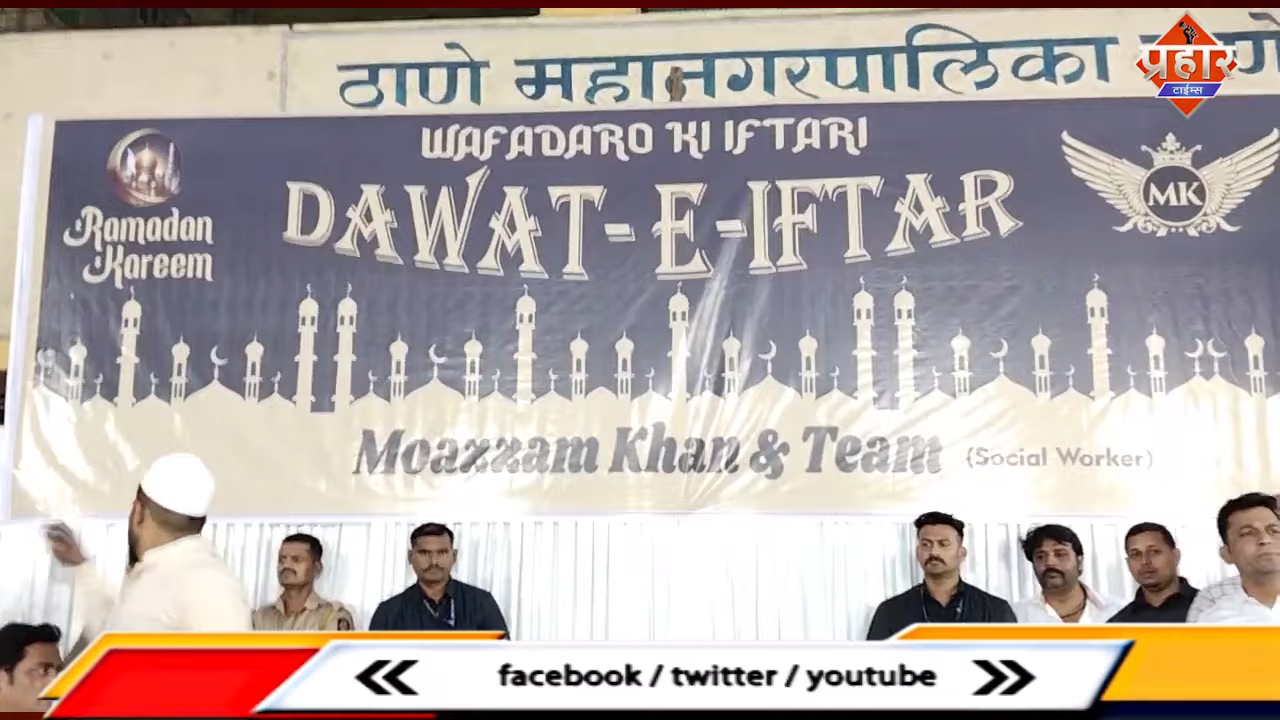 ठाणे महानगरपालिका
प्रहार
टाईम्स
WAFADARO KI IFTARI
DAWAT-E-IFTAR
Ramadan
Kareem
MK
Moazzam Khan & Team (Social Worker)
facebook / twitter / youtube